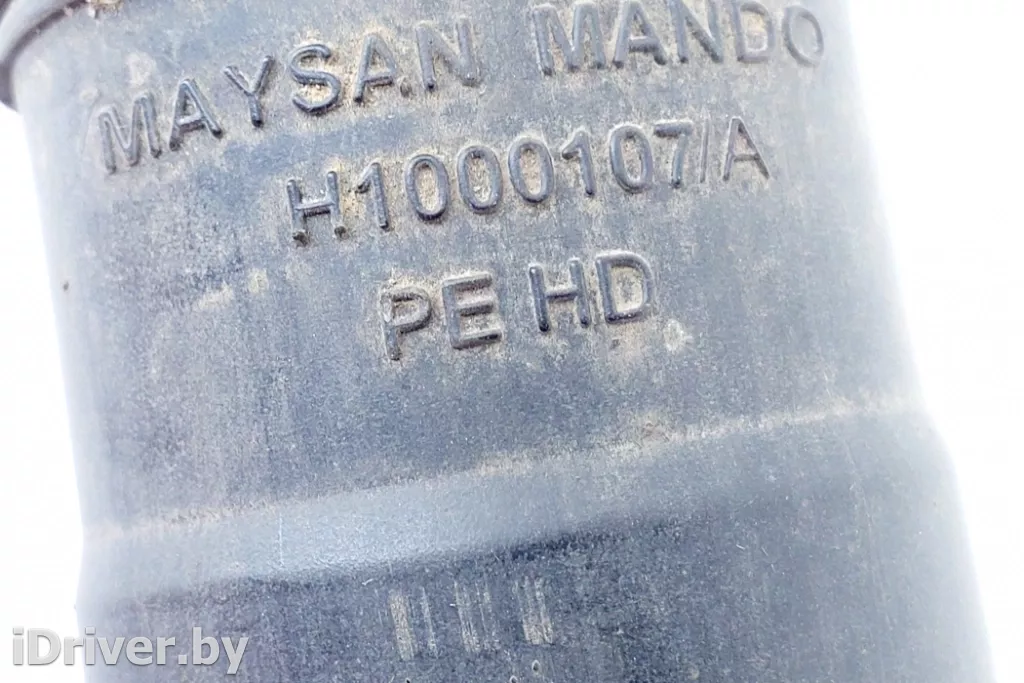 MAYSAN MANDO
H1000107/A
PE HD
iDriver.by